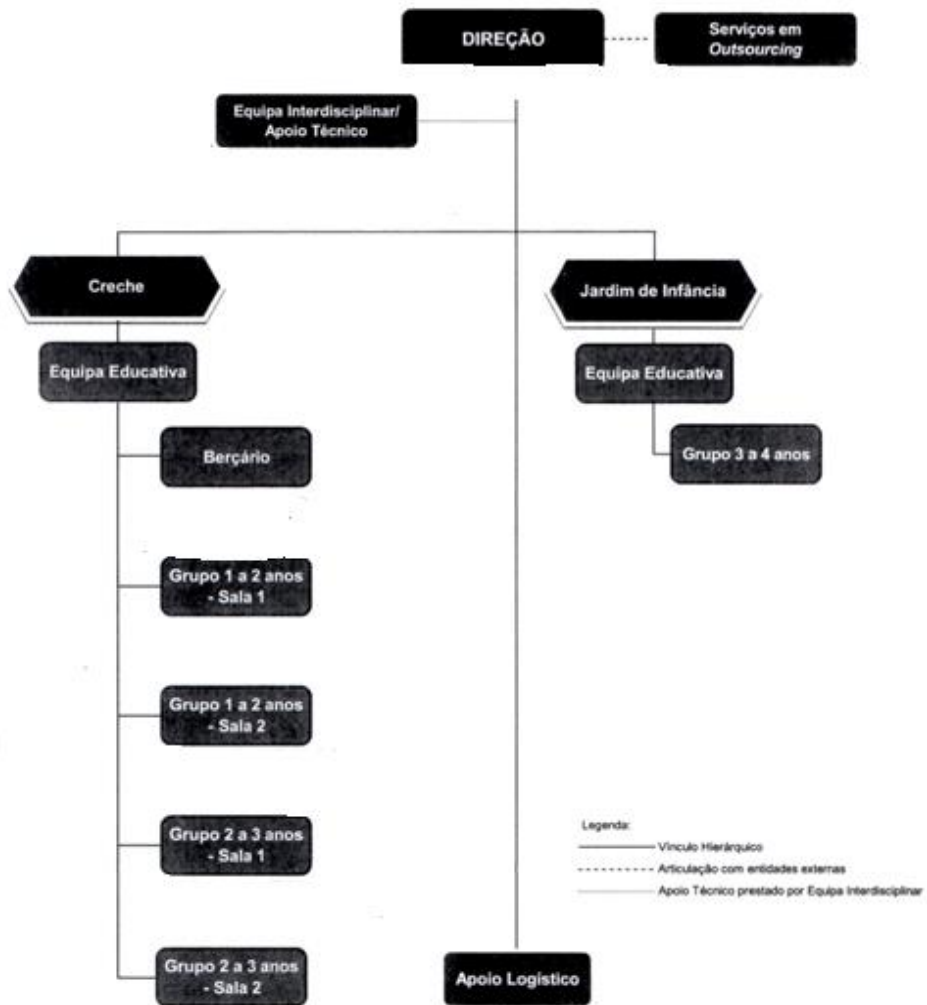 DIREÇÃO
Serviços em
Outsourcing
Equipa Interdisciplinar/
Apoio Técnico
Creche
Jardim de Infância
Equipa Educativa
Equipa Educativa
Berçário
Grupo 3 a 4 anos
Grupo 1 a 2 anos
- Sala 1
Grupo 1 a 2 anos
- Sala 2
Grupo 2 a 3 anos
- Sala 1
Grupo 2 a 3 anos
- Sala 2
Apoio Logístico
Legenda:
Vínculo Hierárquico
Articulação com entidades externas
Apoio Técnico prestado por Equipa Interdisciplinar